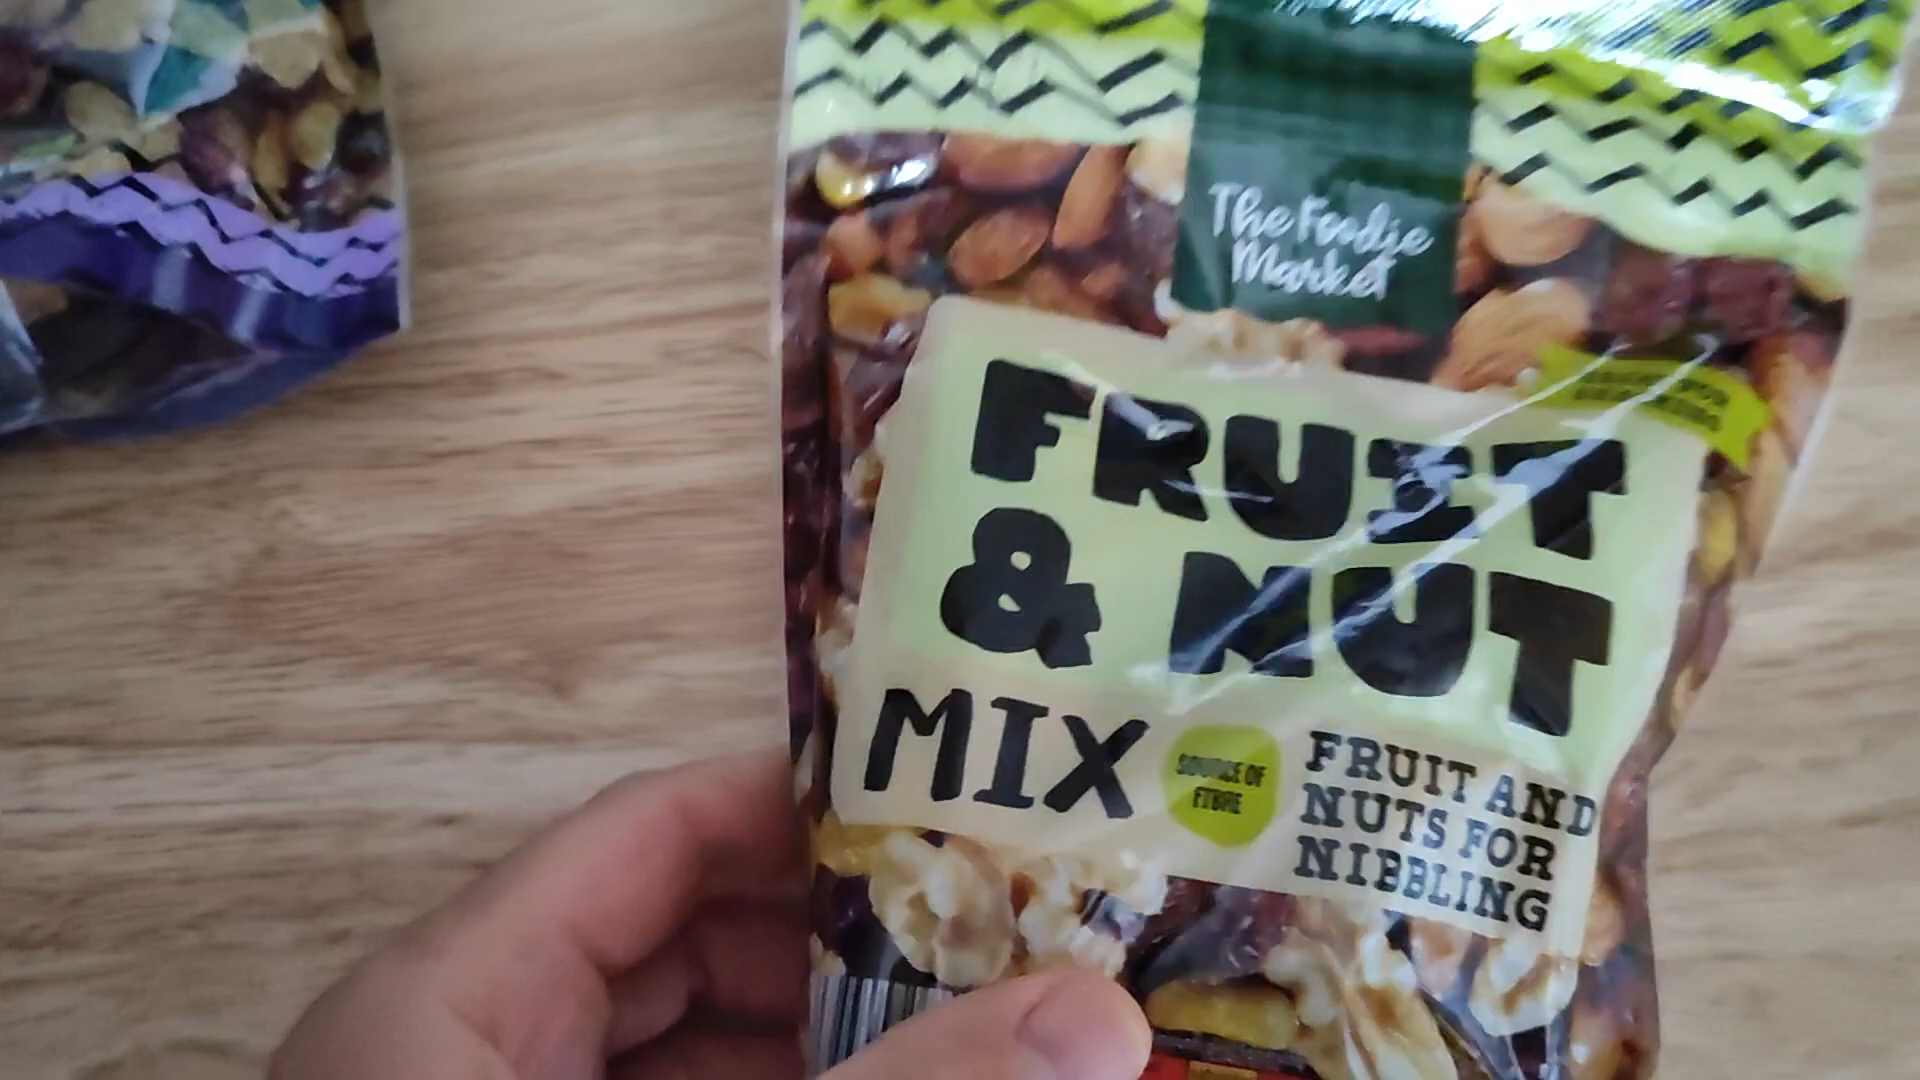 The Foodie
Market
FRUIT
& NUT
MIX
SOURCE OF
FIBRE
FRUIT AND
NUTS FOR
NIBBLING